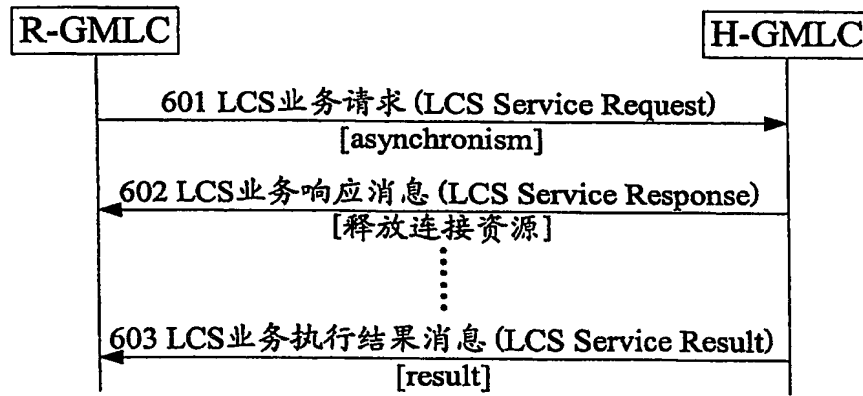 R-GMLC
H-GMLC
601 LCS业务请求 (LCS Service Request)
[asynchronism]
602 LCS业务响应消息 (LCS Service Response)
[释放连接资源]
603 LCS业务执行结果消息 (LCS Service Result)
[result]